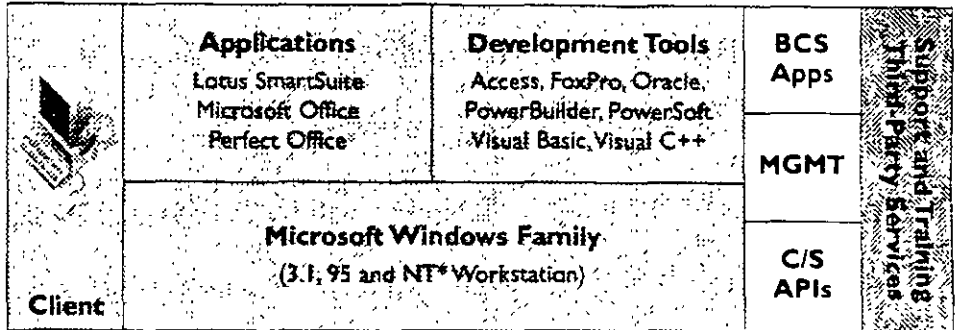 Applications
Lotus SmartSuite
Microsoft Office
Perfect Office
Development Tools
Access, FoxPro, Oracle,
PowerBuilder, PowerSoft
Visual Basic, Visual C++
Microsoft Windows Family
(3.1, 95 and NT* Workstation)
Client
BCS
Apps
MGMT
C/S
APIs
Support and Training
Third-Party Services